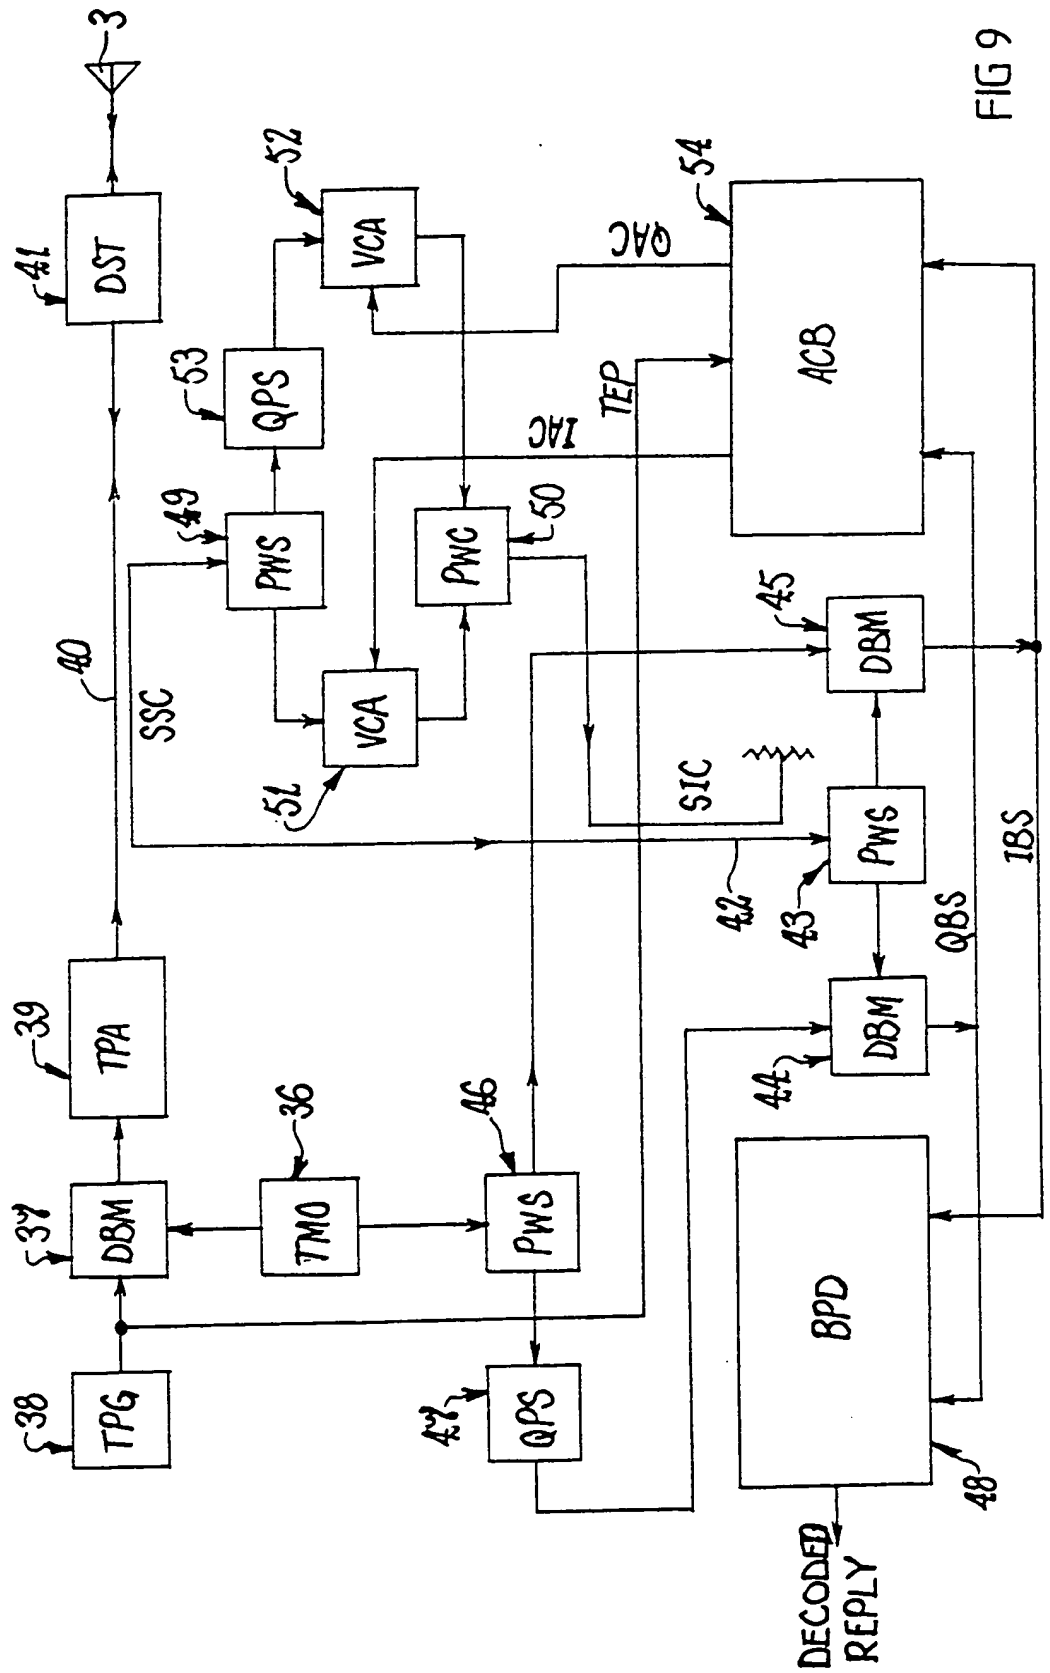 FIG 9
3
41
DST
40
SSC
39
TPA
37
DBM
38
TPG
52
VCA
53
QPS
49
PWS
51
VCA
50
PWC
36
TMO
46
PWS
47
QPS
QAC
TEP
IAC
SIC
42
54
ACB
45
DBM
43
PWS
44
DBM
QBS
IBS
BPD
48
DECODED
REPLY